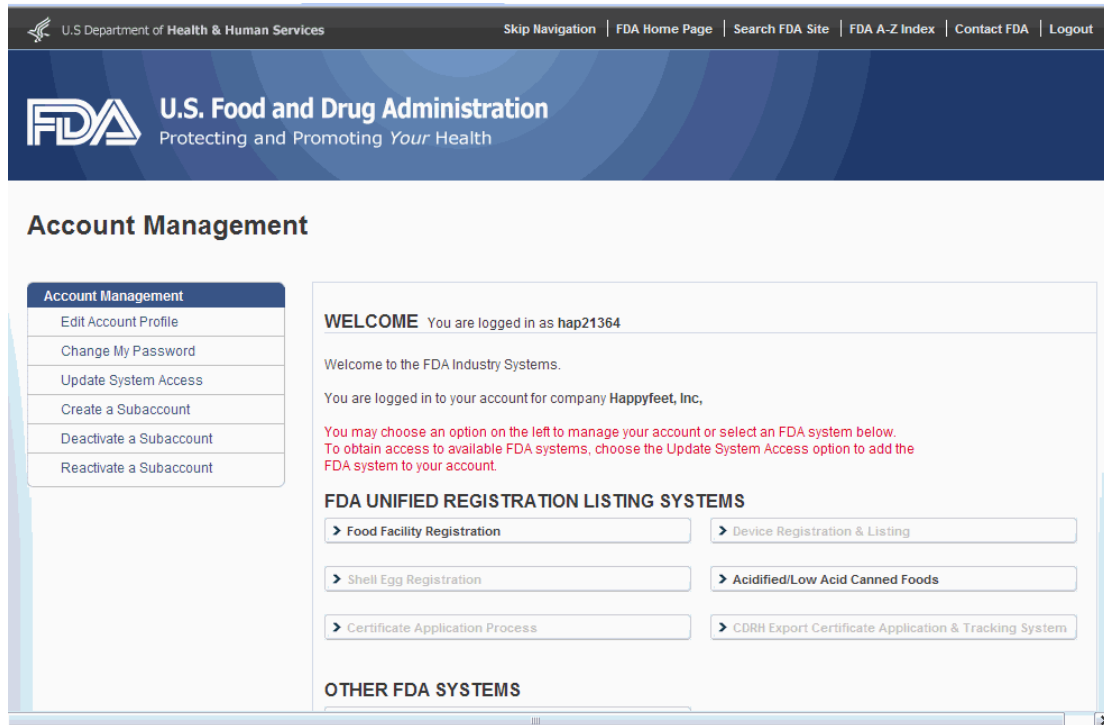 U.S Department of Health & Human Services
Skip Navigation | FDA Home Page | Search FDA Site | FDA A-Z Index | Contact FDA | Logout
FDA
U.S. Food and Drug Administration
Protecting and Promoting Your Health
Account Management
Account Management
Edit Account Profile
Change My Password
Update System Access
Create a Subaccount
Deactivate a Subaccount
Reactivate a Subaccount
WELCOME You are logged in as hap21364
Welcome to the FDA Industry Systems.
You are logged in to your account for company Happyfeet, Inc,
You may choose an option on the left to manage your account or select an FDA system below.
To obtain access to available FDA systems, choose the Update System Access option to add the
FDA system to your account.
FDA UNIFIED REGISTRATION LISTING SYSTEMS
Food Facility Registration
Device Registration & Listing
Shell Egg Registration
Acidified/Low Acid Canned Foods
Certificate Application Process
CDRH Export Certificate Application & Tracking System
OTHER FDA SYSTEMS